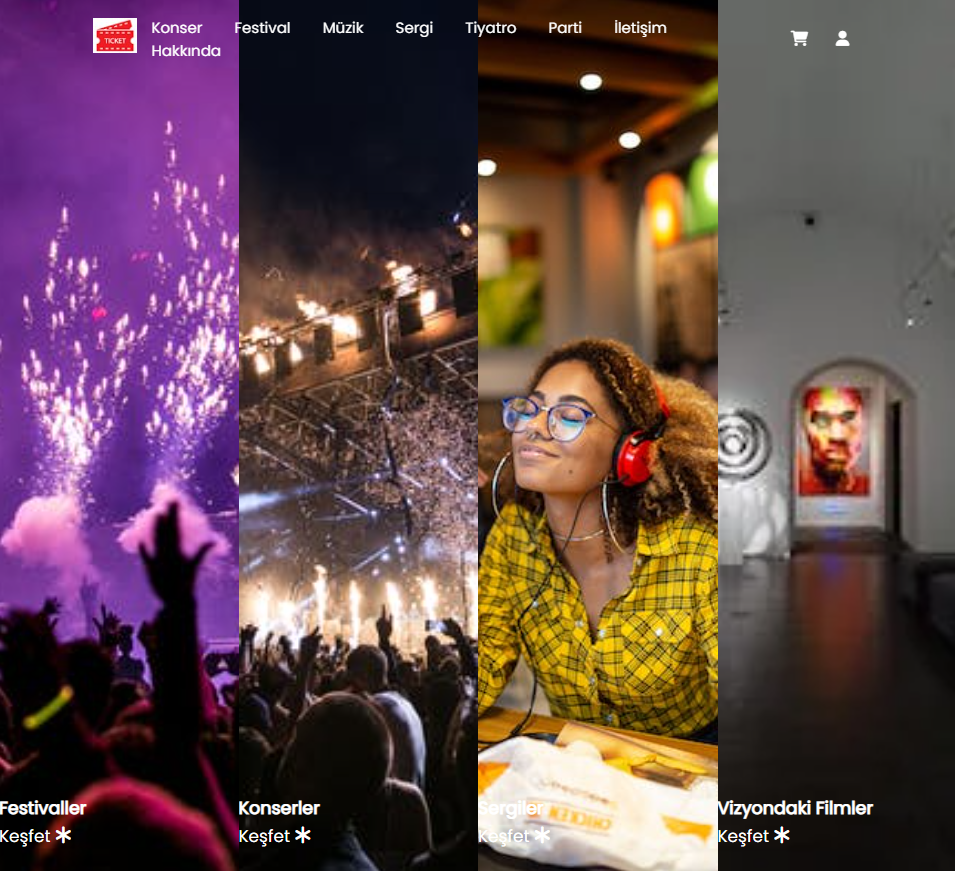 TICKET
Konser Festival Müzik Sergi Tiyatro Parti İletişim
Hakkında
Festivaller
Keşfet
Konserler
Keşfet
Sergiler
Keşfet
Vizyondaki Filmler
Keşfet